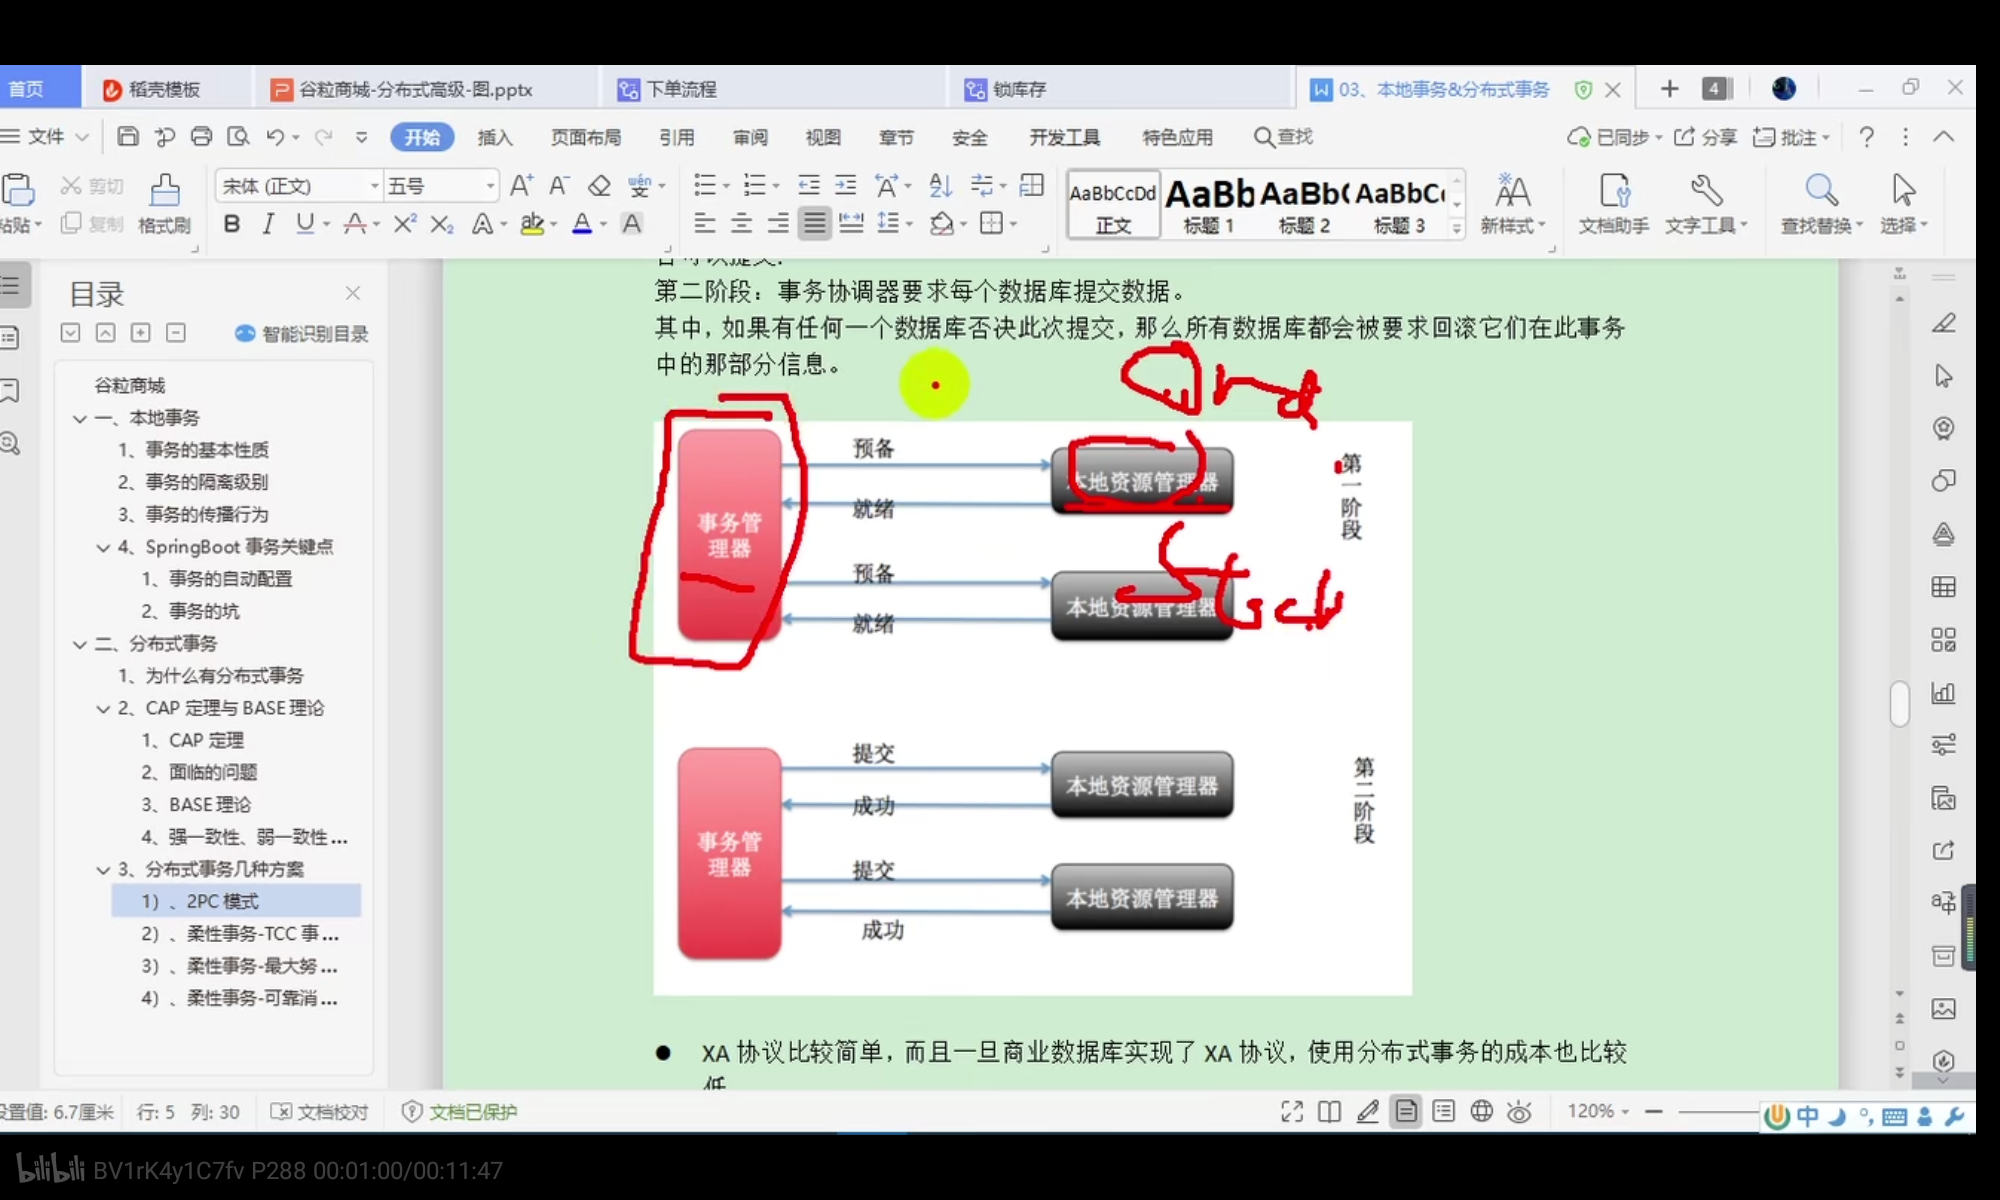 首页
稻壳模板
谷粒商城-分布式高级-图.pptx
下单流程
锁库存
03、本地事务&分布式事务
4
文件
开始
插入
页面布局
引用
审阅
视图
章节
安全
开发工具
特色应用
查找
已同步
分享
批注
粘贴
剪切
复制
格式刷
宋体 (正文)
五号
AaBbCcDd
正文
AaBb
标题 1
AaBb(
标题 2
AaBbC
标题 3
新样式
文档助手
文字工具
查找替换
选择
目录
智能识别目录
谷粒商城
一、本地事务
1、事务的基本性质
2、事务的隔离级别
3、事务的传播行为
4、SpringBoot 事务关键点
1、事务的自动配置
2、事务的坑
二、分布式事务
1、为什么有分布式事务
2、CAP 定理与 BASE 理论
1、CAP 定理
2、面临的问题
3、BASE 理论
4、强一致性、弱一致性...
3、分布式事务几种方案
1）、2PC 模式
2）、柔性事务-TCC 事...
3）、柔性事务-最大努...
4）、柔性事务-可靠消...
否可以提交.
第二阶段：事务协调器要求每个数据库提交数据。
其中，如果有任何一个数据库否决此次提交，那么所有数据库都会被要求回滚它们在此事务
中的那部分信息。
事务管理器
预备
就绪
本地资源管理器
预备
就绪
本地资源管理器
第一阶段
事务管理器
提交
成功
本地资源管理器
提交
成功
本地资源管理器
第二阶段
● XA 协议比较简单，而且一旦商业数据库实现了 XA 协议，使用分布式事务的成本也比较
低
设置值: 6.7厘米
行: 5
列: 30
文档校对
文档已保护
120%
中
bilibili BV1rK4y1C7fv P288 00:01:00/00:11:47